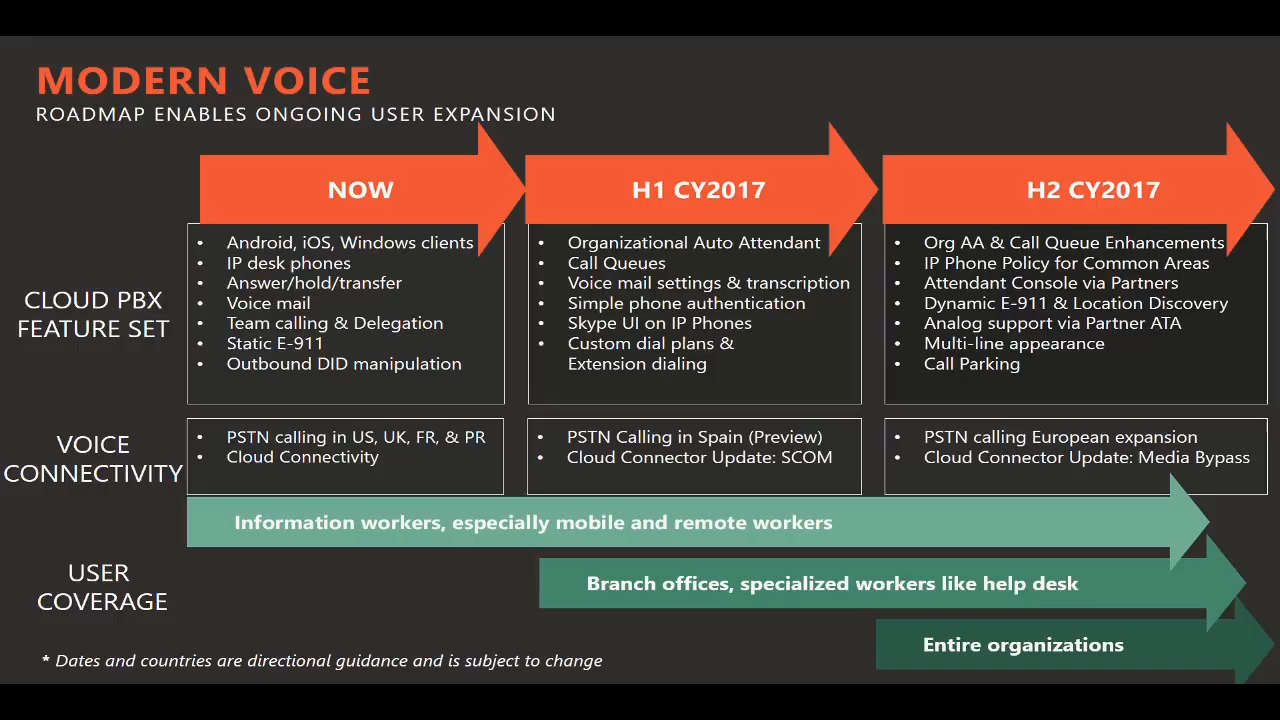 MODERN VOICE
ROADMAP ENABLES ONGOING USER EXPANSION
NOW
H1 CY2017
H2 CY2017
CLOUD PBX
FEATURE SET
• Android, iOS, Windows clients
• IP desk phones
• Answer/hold/transfer
• Voice mail
• Team calling & Delegation
• Static E-911
• Outbound DID manipulation
• Organizational Auto Attendant
• Call Queues
• Voice mail settings & transcription
• Simple phone authentication
• Skype UI on IP Phones
• Custom dial plans &
Extension dialing
• Org AA & Call Queue Enhancements
• IP Phone Policy for Common Areas
• Attendant Console via Partners
• Dynamic E-911 & Location Discovery
• Analog support via Partner ATA
• Multi-line appearance
• Call Parking
VOICE
CONNECTIVITY
• PSTN calling in US, UK, FR, & PR
• Cloud Connectivity
• PSTN Calling in Spain (Preview)
• Cloud Connector Update: SCOM
• PSTN calling European expansion
• Cloud Connector Update: Media Bypass
USER
COVERAGE
Information workers, especially mobile and remote workers
Branch offices, specialized workers like help desk
Entire organizations
* Dates and countries are directional guidance and is subject to change